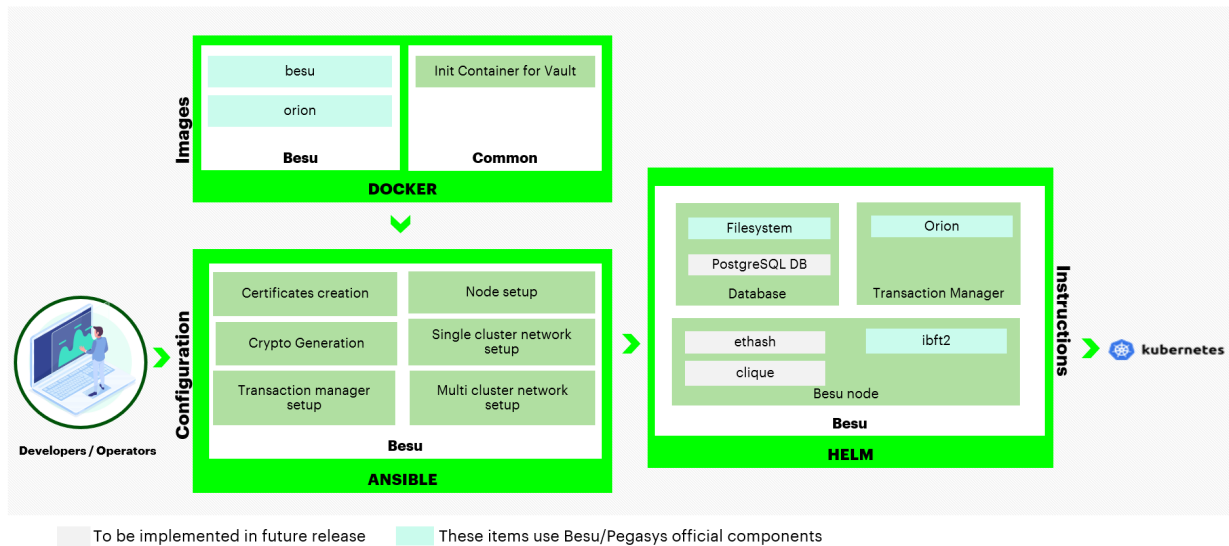 Images
besu
orion
Besu
Init Container for Vault
Common
DOCKER
Developers / Operators
Configuration
Certificates creation
Node setup
Crypto Generation
Single cluster network
setup
Transaction manager
setup
Multi cluster network
setup
Besu
ANSIBLE
Filesystem
PostgreSQL DB
Database
Orion
Transaction Manager
ethash
clique
ibft2
Besu node
Besu
HELM
Instructions
kubernetes
To be implemented in future release
These items use Besu/Pegasys official components